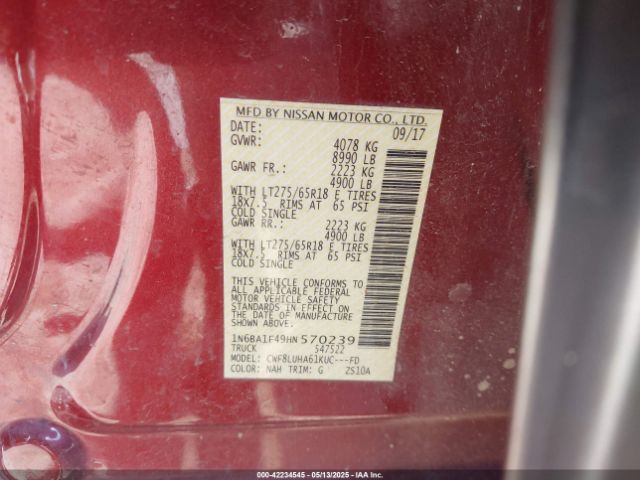 MFD BY NISSAN MOTOR CO., LTD.
DATE: 09/17
GVWR: 4078 KG
8990 LB
GAWR FR.: 2223 KG
4900 LB
WITH LT275/65R18 E TIRES
18X7.5 RIMS AT 65 PSI
COLD SINGLE
GAWR RR.: 2223 KG
4900 LB
WITH LT275/65R18 E TIRES
18X7.5 RIMS AT 65 PSI
COLD SINGLE
THIS VEHICLE CONFORMS TO
ALL APPLICABLE FEDERAL
MOTOR VEHICLE SAFETY
STANDARDS IN EFFECT ON
THE DATE OF MANUFACTURE
SHOWN ABOVE.
1N6BA1F49HN570239
TRUCK 547522
MODEL: CWF8LUHA61KUC---FD
COLOR: NAH TRIM: G ZS10A
000-42234545 - 05/13/2025 - IAAI.COM